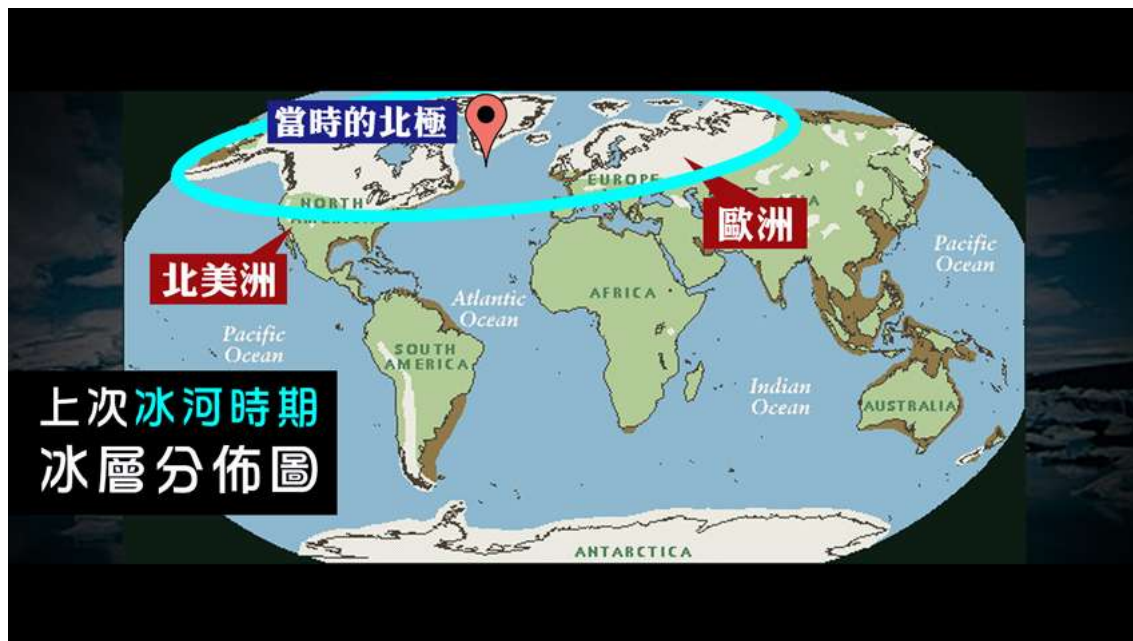 當時的北極
EUROPE
NORTH
AMERICA
歐洲
北美洲
Pacific
Ocean
Atlantic
Ocean
AFRICA
Pacific
Ocean
SOUTH
AMERICA
Indian
Ocean
AUSTRALIA
上次冰河時期
冰層分佈圖
ANTARCTICA